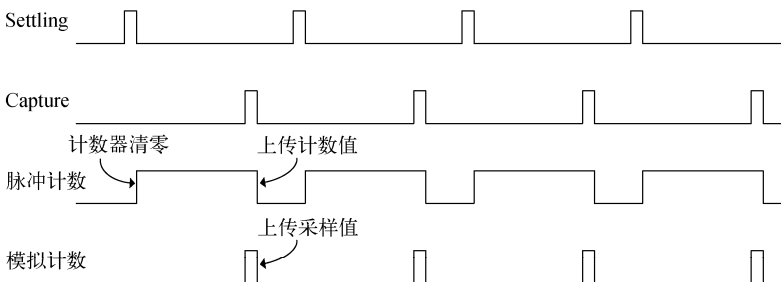 Settling
Capture
计数器清零
上传计数值
脉冲计数
上传采样值
模拟计数